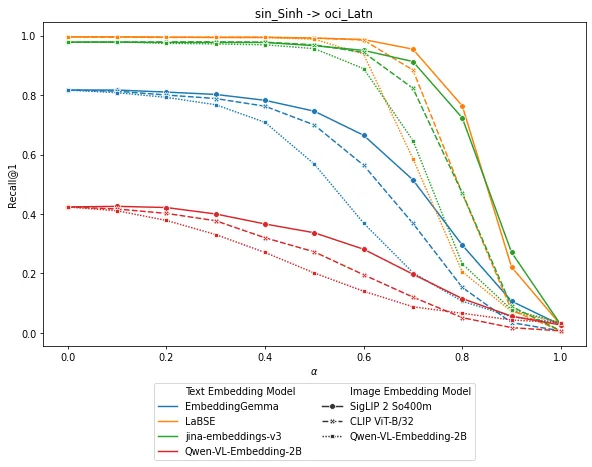 sin_Sinh -> oci_Latn
Recall@1
1.0
0.8
0.6
0.4
0.2
0.0
0.0 0.2 0.4 0.6 0.8 1.0
α
Text Embedding Model
EmbeddingGemma
LaBSE
jina-embeddings-v3
Qwen-VL-Embedding-2B
Image Embedding Model
SigLIP 2 So400m
CLIP ViT-B/32
Qwen-VL-Embedding-2B